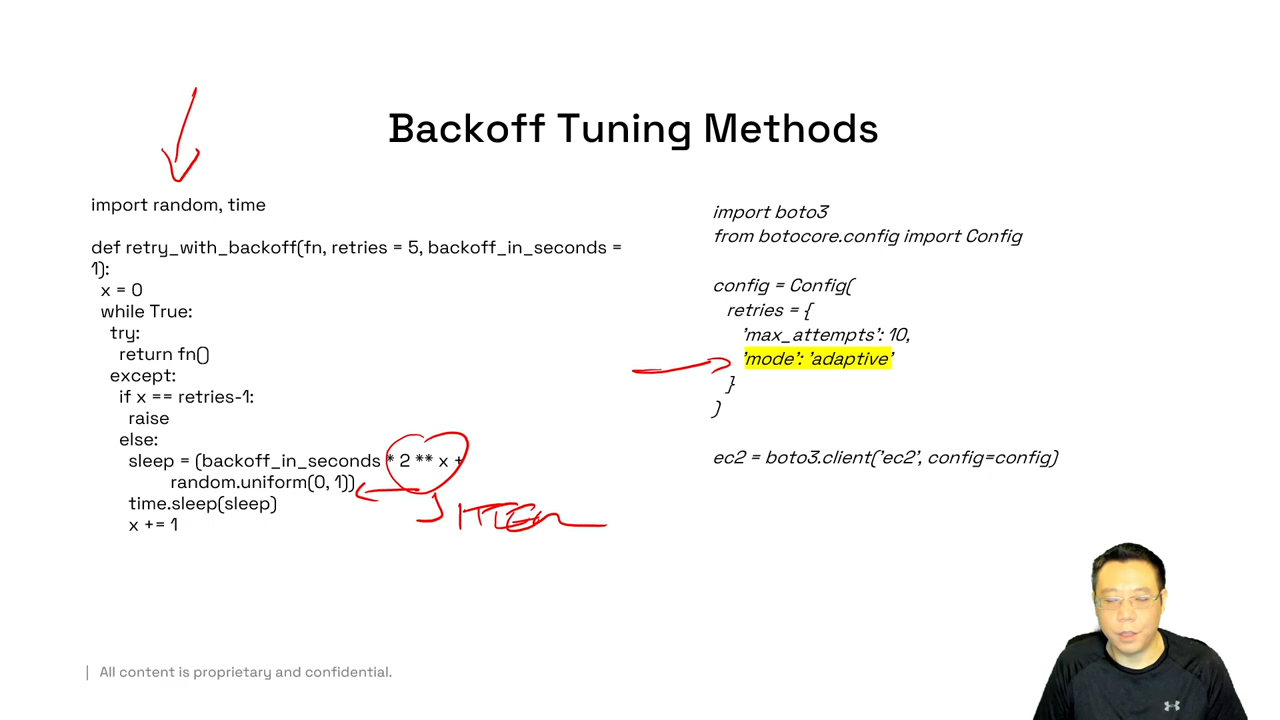 Backoff Tuning Methods
import random, time
def retry_with_backoff(fn, retries = 5, backoff_in_seconds =
1):
x = 0
while True:
try:
return fn()
except:
if x == retries-1:
raise
else:
sleep = (backoff_in_seconds * 2 ** x +
random.uniform(0, 1))
time.sleep(sleep)
x += 1
JITTER
import boto3
from botocore.config import Config
config = Config(
retries = {
'max_attempts': 10,
'mode': 'adaptive'
}
)
ec2 = boto3.client('ec2', config=config)
| All content is proprietary and confidential.